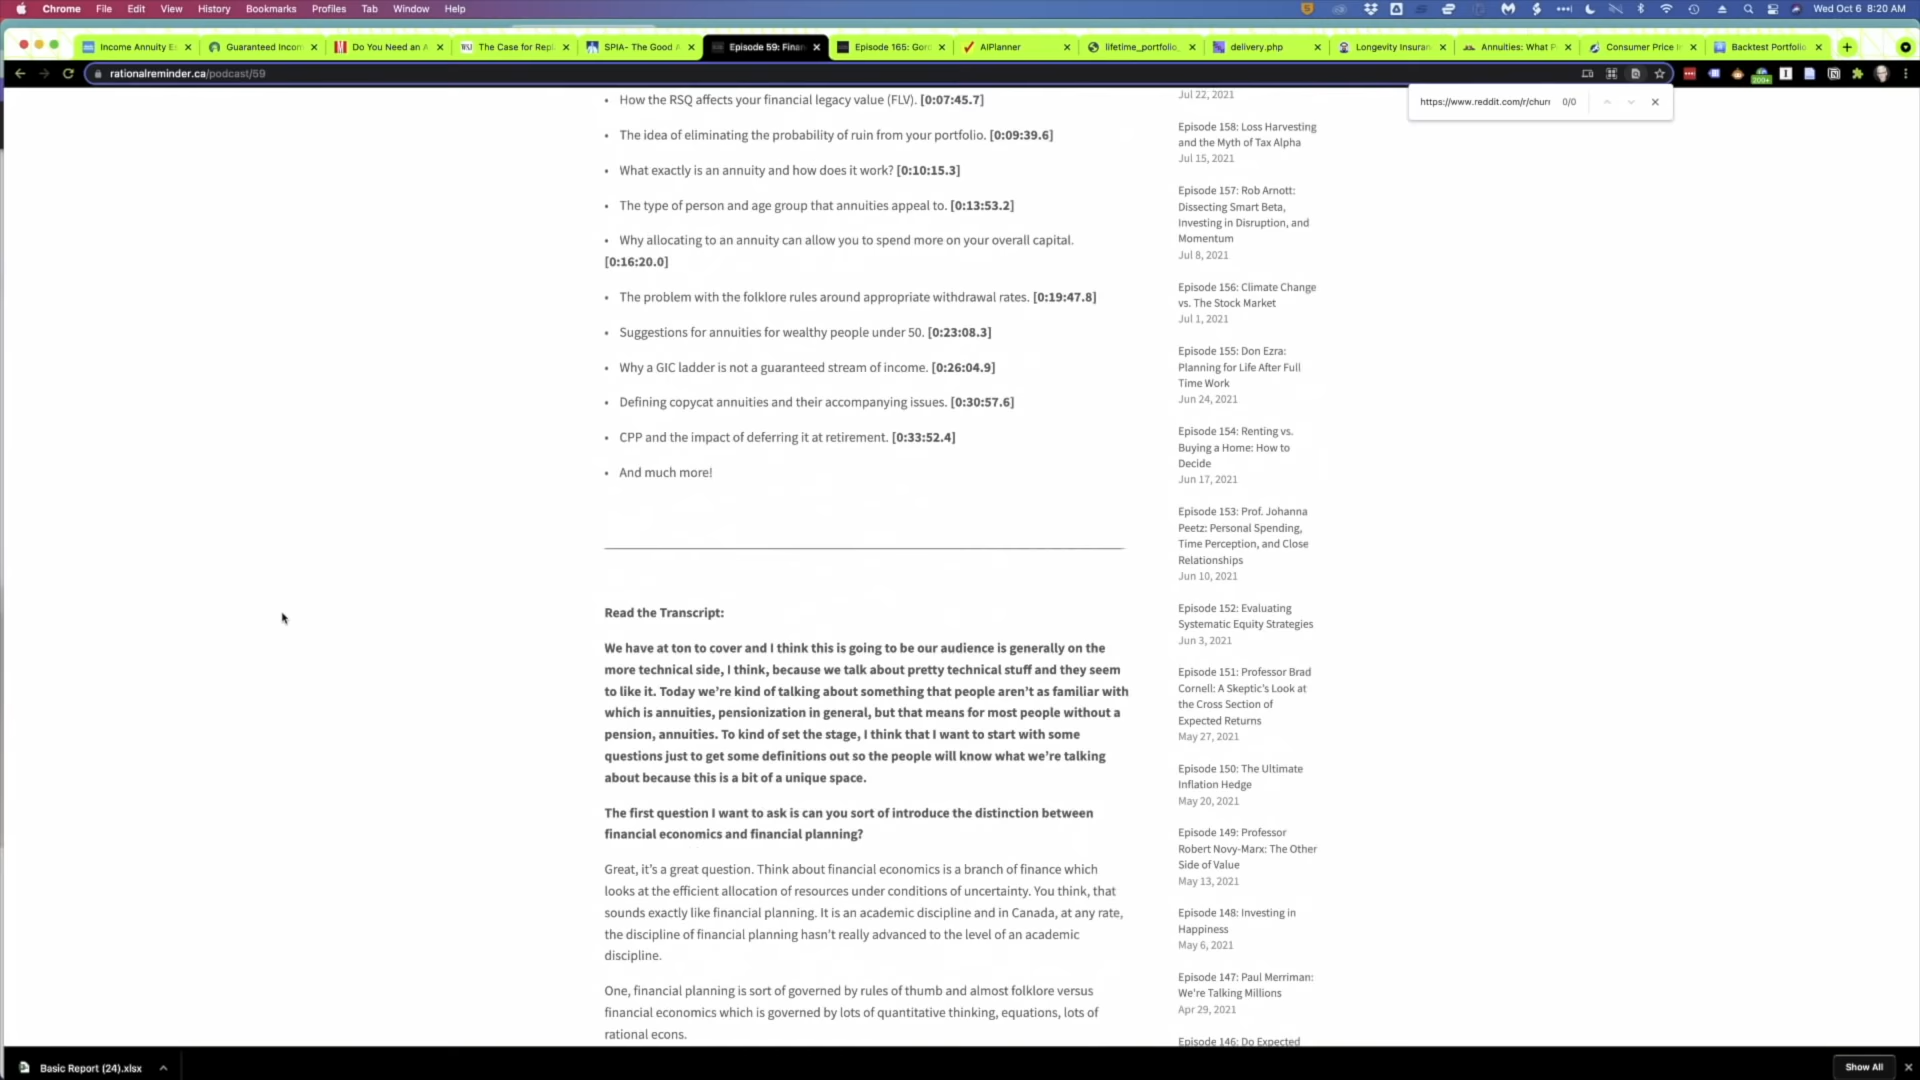 Chrome File Edit View History Bookmarks Profiles Tab Window Help
Wed Oct 6 8:20 AM
Income Annuity Es
Guaranteed Incom
Do You Need an A
The Case for Repl
SPIA- The Good A
Episode 59: Finan
Episode 165: Gord
AIPlanner
lifetime_portfolio_
delivery.php
Longevity Insuran
Annuities: What P
Consumer Price I
Backtest Portfolio
rationalreminder.ca/podcast/59
https://www.reddit.com/r/churi 0/0
• How the RSQ affects your financial legacy value (FLV). [0:07:45.7]
• The idea of eliminating the probability of ruin from your portfolio. [0:09:39.6]
• What exactly is an annuity and how does it work? [0:10:15.3]
• The type of person and age group that annuities appeal to. [0:13:53.2]
• Why allocating to an annuity can allow you to spend more on your overall capital.
[0:16:20.0]
• The problem with the folklore rules around appropriate withdrawal rates. [0:19:47.8]
• Suggestions for annuities for wealthy people under 50. [0:23:08.3]
• Why a GIC ladder is not a guaranteed stream of income. [0:26:04.9]
• Defining copycat annuities and their accompanying issues. [0:30:57.6]
• CPP and the impact of deferring it at retirement. [0:33:52.4]
• And much more!
Read the Transcript:
We have at ton to cover and I think this is going to be our audience is generally on the
more technical side, I think, because we talk about pretty technical stuff and they seem
to like it. Today we’re kind of talking about something that people aren’t as familiar with
which is annuities, pensionization in general, but that means for most people without a
pension, annuities. To kind of set the stage, I think that I want to start with some
questions just to get some definitions out so the people will know what we’re talking
about because this is a bit of a unique space.
The first question I want to ask is can you sort of introduce the distinction between
financial economics and financial planning?
Great, it’s a great question. Think about financial economics is a branch of finance which
looks at the efficient allocation of resources under conditions of uncertainty. You think, that
sounds exactly like financial planning. It is an academic discipline and in Canada, at any rate,
the discipline of financial planning hasn’t really advanced to the level of an academic
discipline.
One, financial planning is sort of governed by rules of thumb and almost folklore versus
financial economics which is governed by lots of quantitative thinking, equations, lots of
rational econs.
Jul 22, 2021
Episode 158: Loss Harvesting
and the Myth of Tax Alpha
Jul 15, 2021
Episode 157: Rob Arnott:
Dissecting Smart Beta,
Investing in Disruption, and
Momentum
Jul 8, 2021
Episode 156: Climate Change
vs. The Stock Market
Jul 1, 2021
Episode 155: Don Ezra:
Planning for Life After Full
Time Work
Jun 24, 2021
Episode 154: Renting vs.
Buying a Home: How to
Decide
Jun 17, 2021
Episode 153: Prof. Johanna
Peetz: Personal Spending,
Time Perception, and Close
Relationships
Jun 10, 2021
Episode 152: Evaluating
Systematic Equity Strategies
Jun 3, 2021
Episode 151: Professor Brad
Cornell: A Skeptic’s Look at
the Cross Section of
Expected Returns
May 27, 2021
Episode 150: The Ultimate
Inflation Hedge
May 20, 2021
Episode 149: Professor
Robert Novy-Marx: The Other
Side of Value
May 13, 2021
Episode 148: Investing in
Happiness
May 6, 2021
Episode 147: Paul Merriman:
We’re Talking Millions
Apr 29, 2021
Episode 146: Do Expected
Basic Report (24).xlsx
Show All